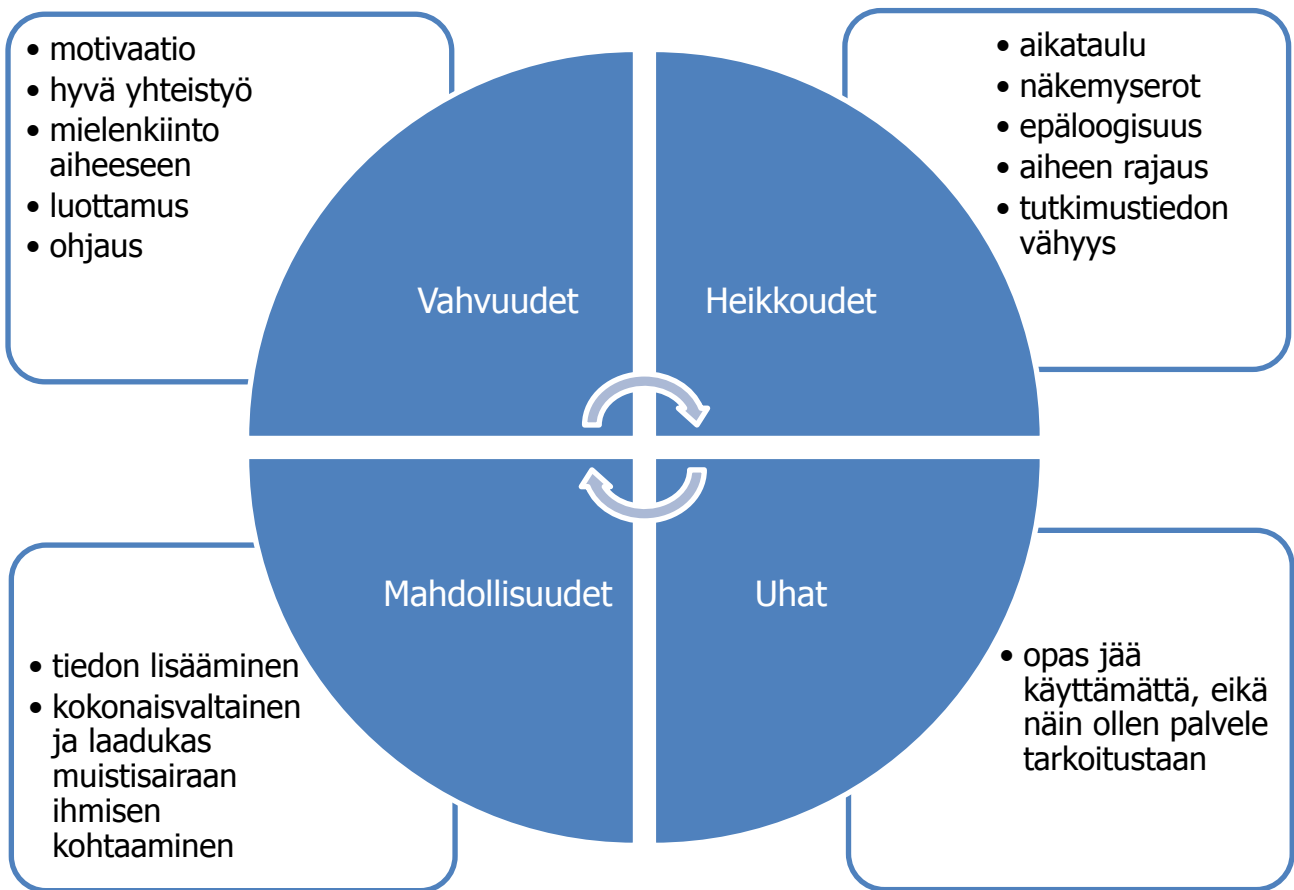 • motivaatio
• hyvä yhteistyö
• mielenkiinto
aiheeseen
• luottamus
• ohjaus
• aikataulu
• näkemyserot
• epäloogisuus
• aiheen rajaus
• tutkimustiedon
vähyys
Vahvuudet
Heikkoudet
Mahdollisuudet
Uhat
• tiedon lisääminen
• kokonaisvaltainen
ja laadukas
muistisairaan
ihmisen
kohtaaminen
• opas jää
käyttämättä, eikä
näin ollen palvele
tarkoitustaan